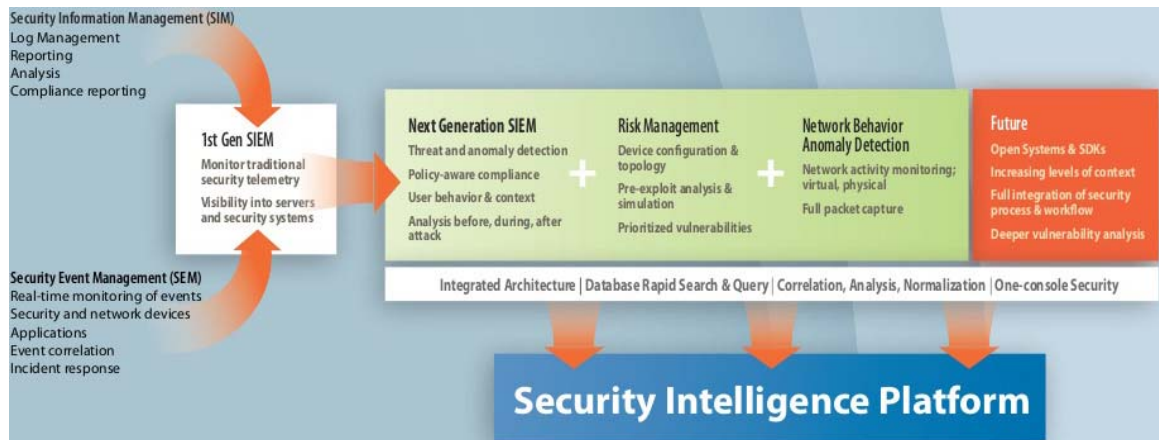 Security Information Management (SIM)
Log Management
Reporting
Analysis
Compliance reporting
1st Gen SIEM
Monitor traditional
security telemetry
Visibility into servers
and security systems
Security Event Management (SEM)
Real-time monitoring of events
Security and network devices
Applications
Event correlation
Incident response
Next Generation SIEM
Threat and anomaly detection
Policy-aware compliance
User behavior & context
Analysis before, during, after
attack
+
Risk Management
Device configuration &
topology
Pre-exploit analysis &
simulation
Prioritized vulnerabilities
+
Network Behavior
Anomaly Detection
Network activity monitoring;
virtual, physical
Full packet capture
Future
Open Systems & SDKs
Increasing levels of context
Full integration of security
process & workflow
Deeper vulnerability analysis
Integrated Architecture | Database Rapid Search & Query | Correlation, Analysis, Normalization | One-console Security
Security Intelligence Platform